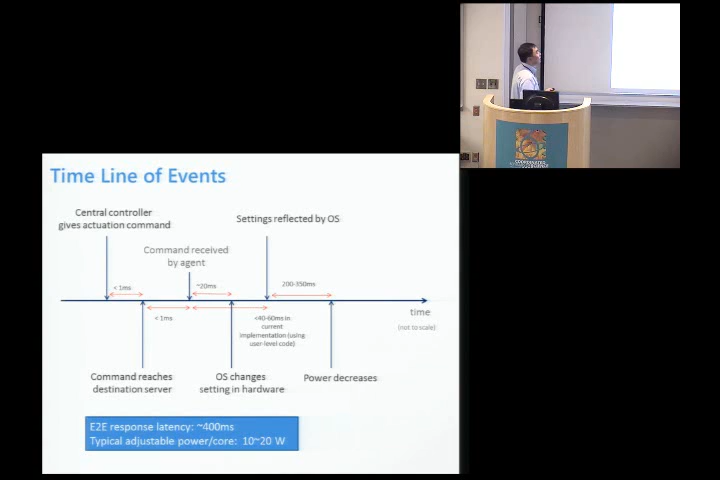 Time Line of Events
Central controller
gives actuation command
Settings reflected by OS
Command received
by agent
< 1ms
~20ms
200-350ms
< 1ms
<40-60ms in
current
implementation (using
user-level code)
time
(not to scale)
Command reaches
destination server
OS changes
setting in hardware
Power decreases
E2E response latency: ~400ms
Typical adjustable power/core: 10~20 W
COORDINATED